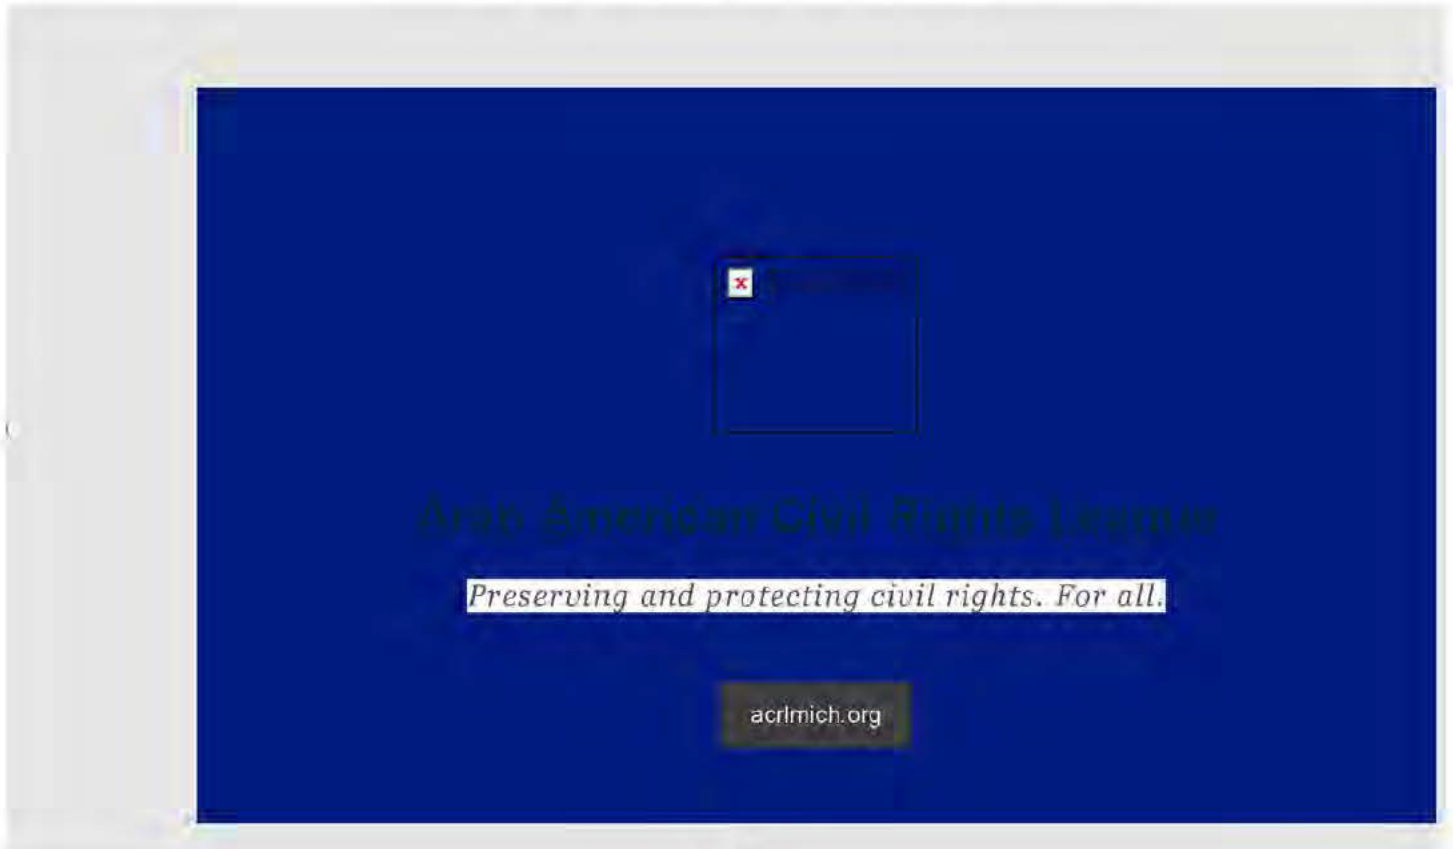 Arab American Civil Rights League
Preserving and protecting civil rights. For all.
acrlmich.org